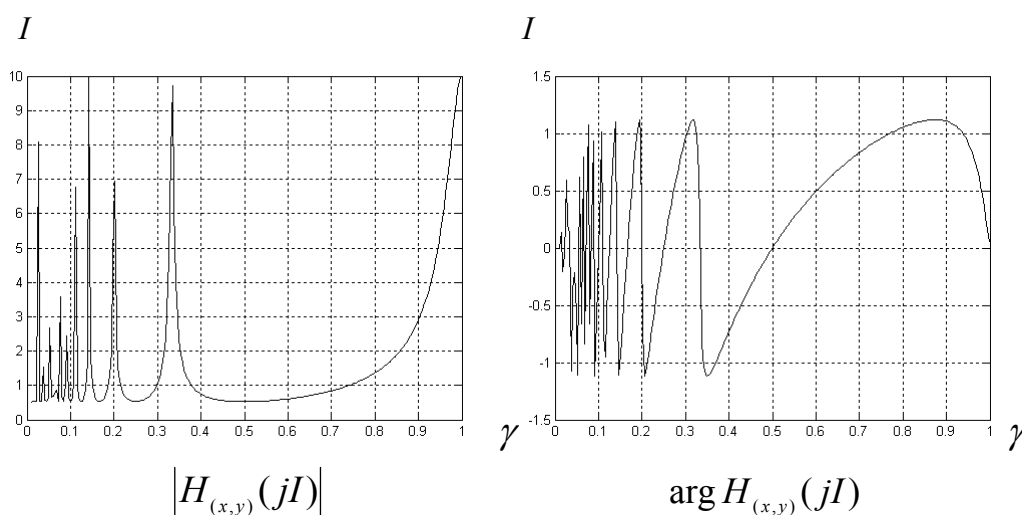 I I
10 9 8 7 6 5 4 3 2 1 0
0 0.1 0.2 0.3 0.4 0.5 0.6 0.7 0.8 0.9 1 γ
1.5 1 0.5 0 -0.5 -1 -1.5
0 0.1 0.2 0.3 0.4 0.5 0.6 0.7 0.8 0.9 1 γ
|H_{(x,y)}(jI)| arg H_{(x,y)}(jI)